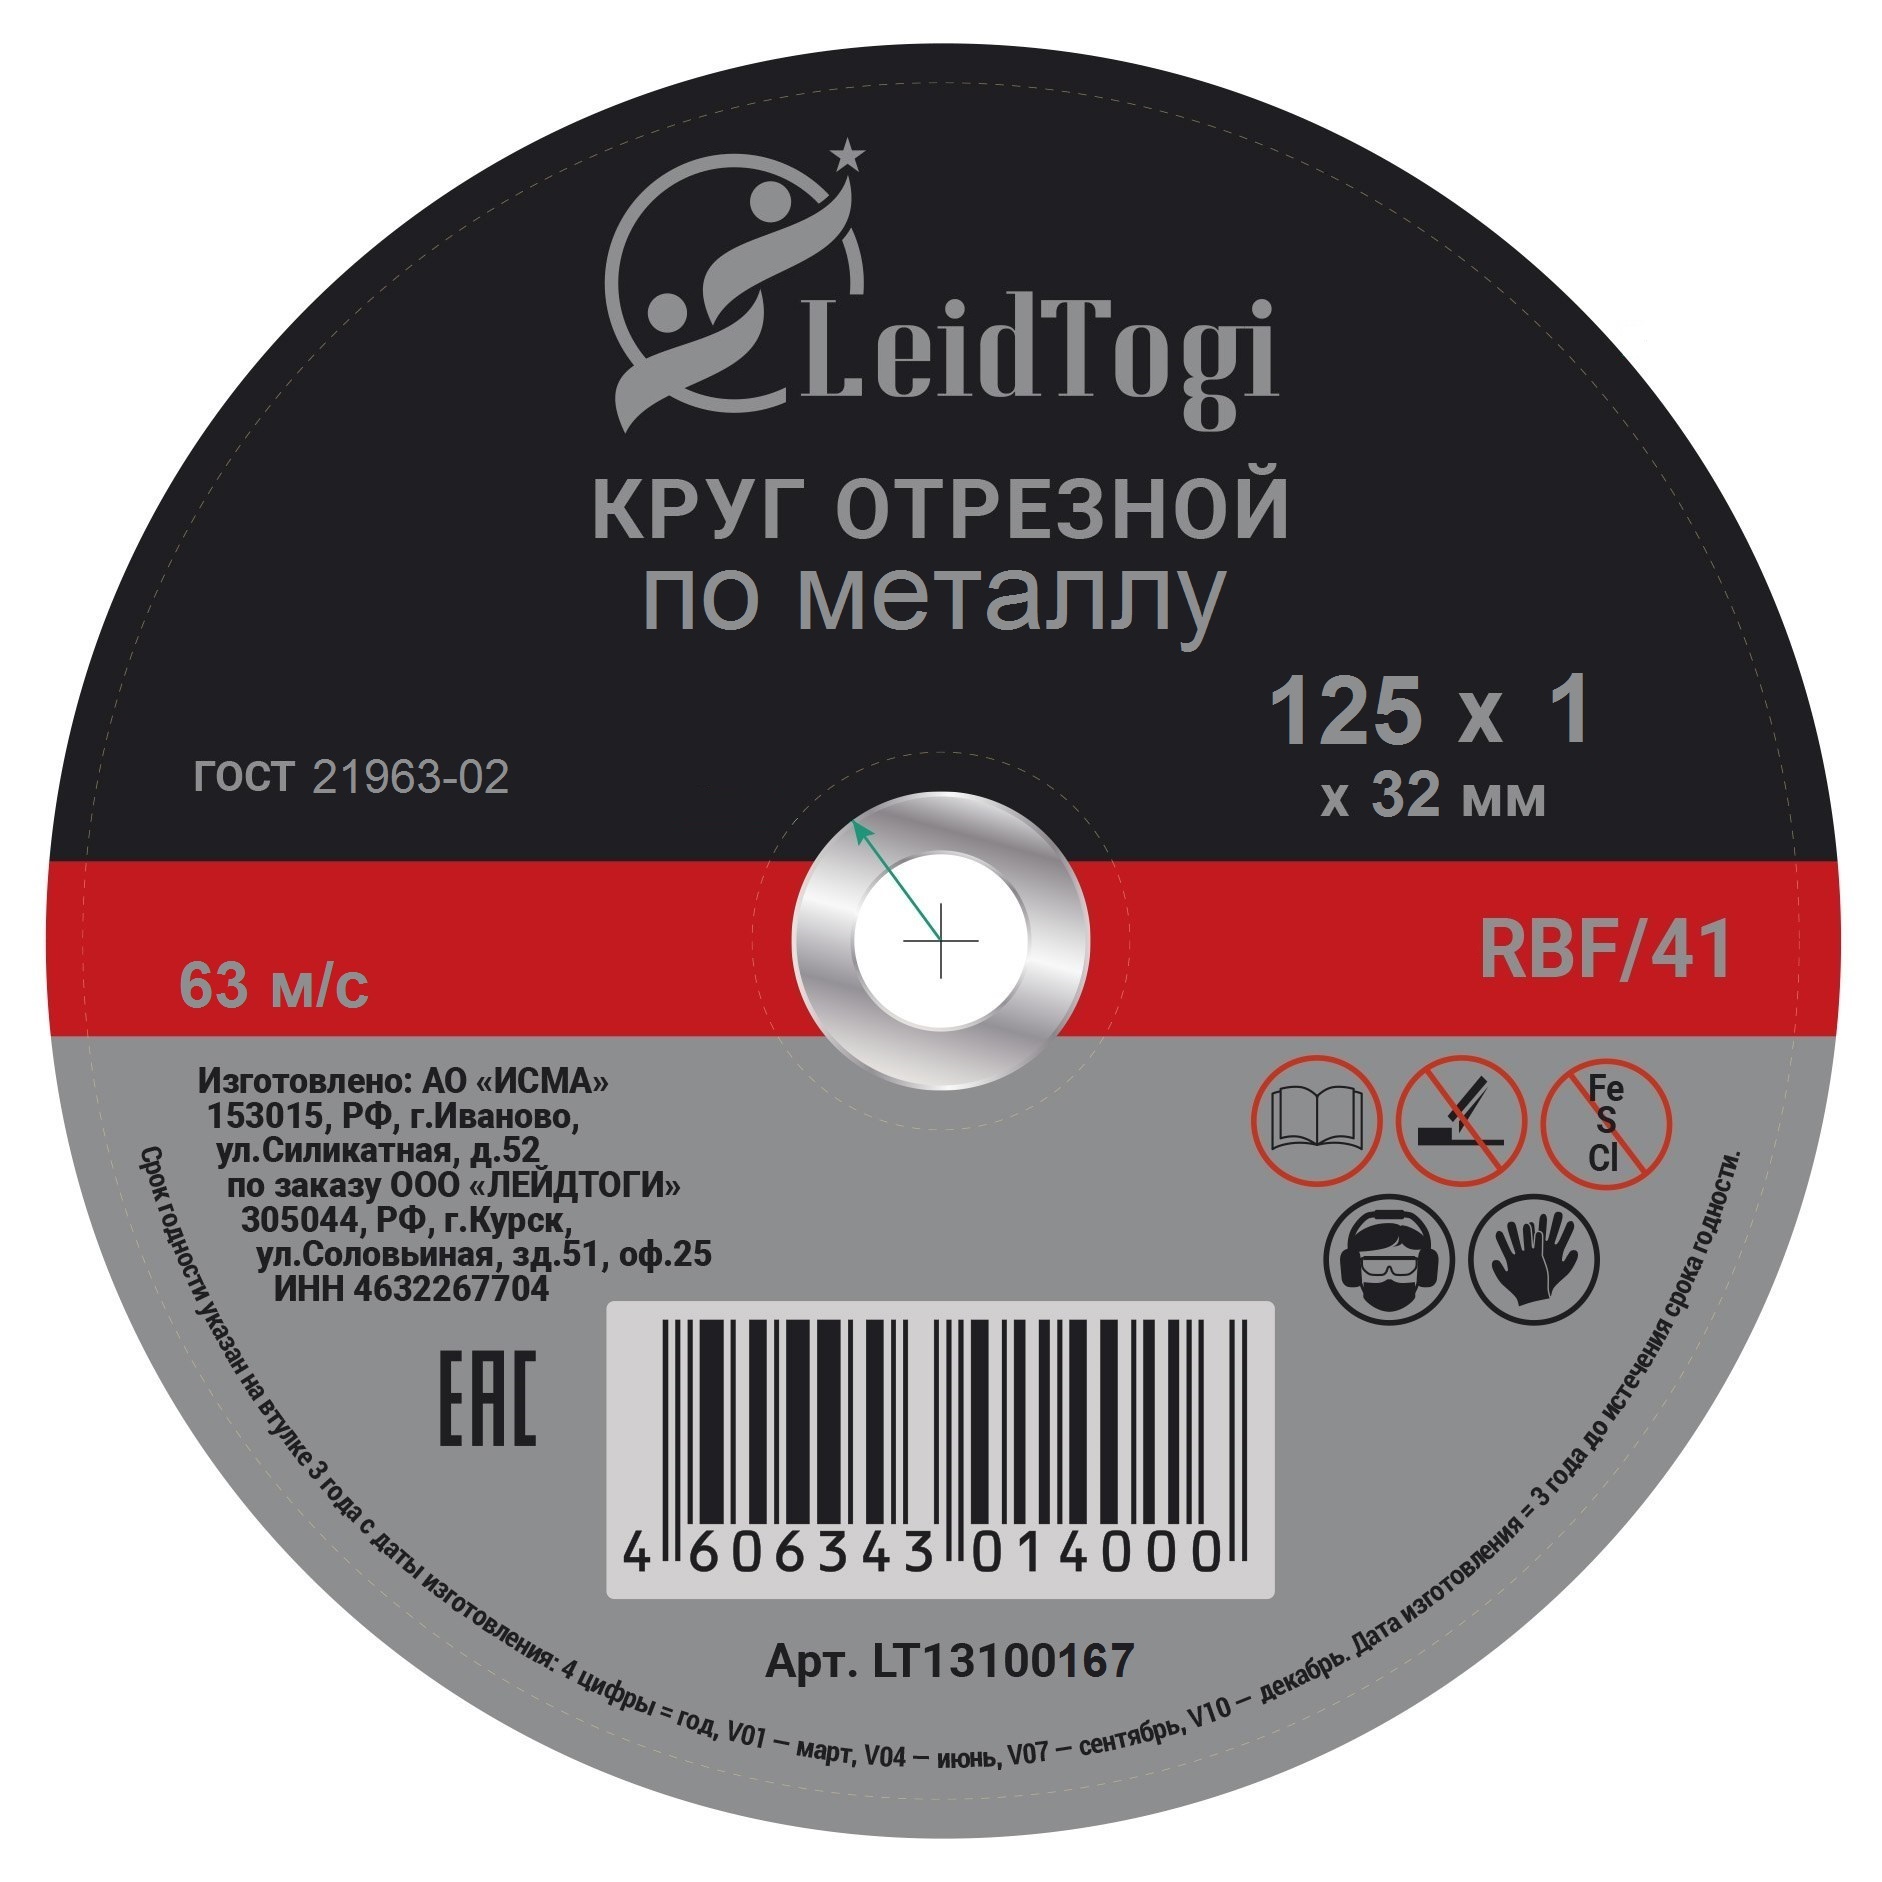 LeidTogi
КРУГ ОТРЕЗНОЙ
по металлу
125 х 1
х 32 мм
ГОСТ 21963-02
63 м/с
RBF/41
Изготовлено: АО «ИСМА»
153015, РФ, г.Иваново,
ул.Силикатная, д.52
по заказу ООО «ЛЕЙДТОГИ»
305044, РФ, г.Курск,
ул.Соловьиная, зд.51, оф.25
ИНН 4632267704
Fe
S
Cl
EAC
4 606343 014000
Арт. LT13100167
Срок годности указан на втулке 3 года с даты изготовления: 4 цифры = год, V01 – март, V04 – июнь, V07 – сентябрь, V10 – декабрь. Дата изготовления = 3 года до истечения срока годности.